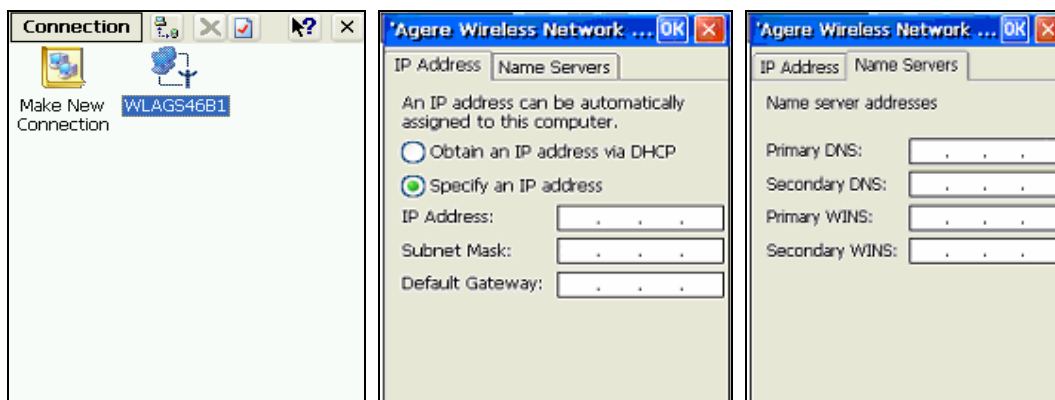 Connection
Make New
Connection
WLAGS46B1
'Agere Wireless Network ... OK
IP Address Name Servers
An IP address can be automatically
assigned to this computer.
Obtain an IP address via DHCP
Specify an IP address
IP Address:
Subnet Mask:
Default Gateway:
'Agere Wireless Network ... OK
IP Address Name Servers
Name server addresses
Primary DNS:
Secondary DNS:
Primary WINS:
Secondary WINS: